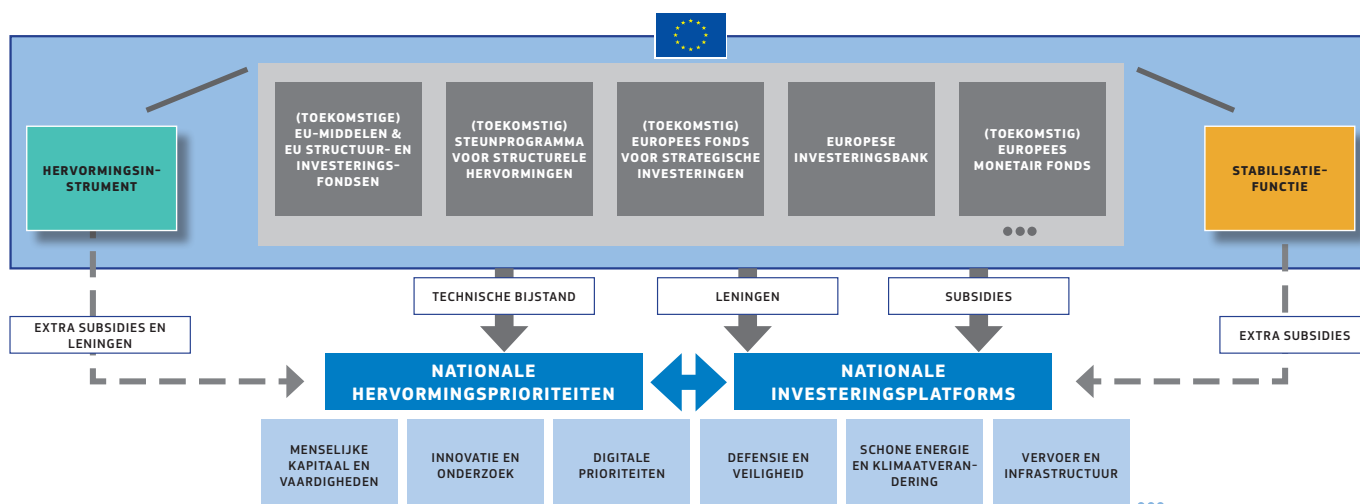 HERVORMINGSIN-
STRUMENT
(TOEKOMSTIGE)
EU-MIDDELEN &
EU STRUCTUUR- EN
INVESTERINGS-
FONDSEN
(TOEKOMSTIG)
STEUNPROGRAMMA
VOOR STRUCTURELE
HERVORMINGEN
(TOEKOMSTIG)
EUROPEES FONDS
VOOR STRATEGISCHE
INVESTERINGEN
EUROPESE
INVESTERINGSBANK
(TOEKOMSTIG)
EUROPEES
MONETAIR FONDS
STABILISATIE-
FUNCTIE
TECHNISCHE BIJSTAND
LENINGEN
SUBSIDIES
EXTRA SUBSIDIES EN
LENINGEN
EXTRA SUBSIDIES
NATIONALE
HERVORMINGSPRIORITEITEN
NATIONALE
INVESTERINGSPLATFORMS
MENSELIJKE
KAPITAAL EN
VAARDIGHEDEN
INNOVATIE EN
ONDERZOEK
DIGITALE
PRIORITEITEN
DEFENSIE EN
VEILIGHEID
SCHONE ENERGIE
EN KLIMAATVERAN-
DERING
VERVOER EN
INFRASTRUCTUUR